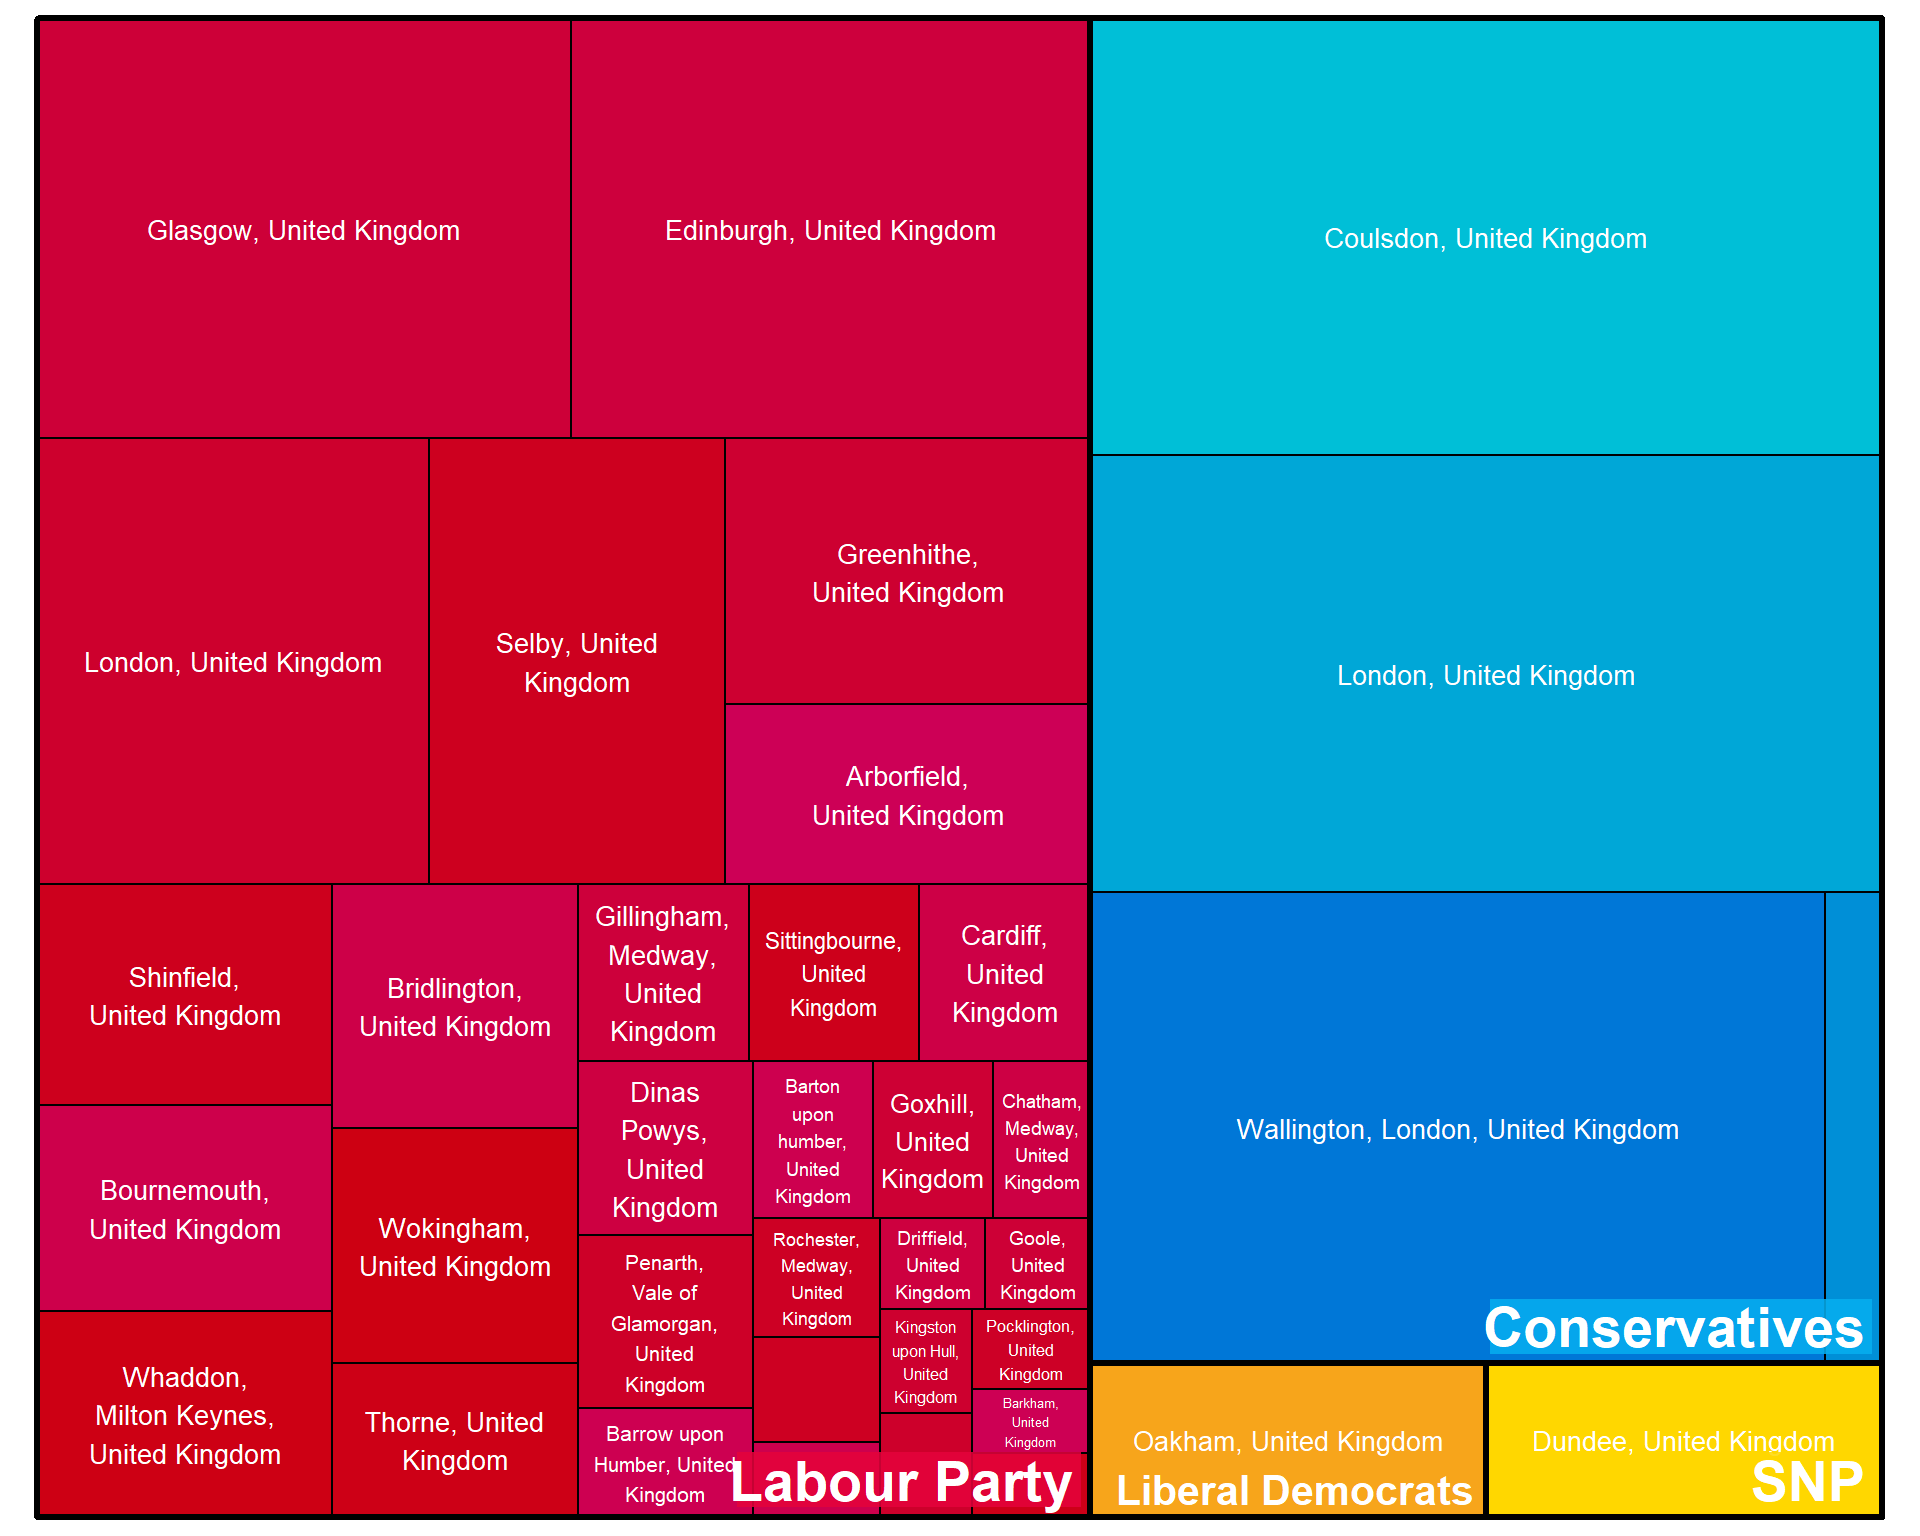 Glasgow, United Kingdom
Edinburgh, United Kingdom
Coulsdon, United Kingdom
London, United Kingdom
Selby, United
Kingdom
Greenhithe,
United Kingdom
Arborfield,
United Kingdom
London, United Kingdom
Shinfield,
United Kingdom
Bridlington,
United Kingdom
Gillingham,
Medway,
United
Kingdom
Sittingbourne,
United
Kingdom
Cardiff,
United
Kingdom
Wallington, London, United Kingdom
Bournemouth,
United Kingdom
Wokingham,
United Kingdom
Dinas
Powys,
United
Kingdom
Barton
upon
humber,
United
Kingdom
Goxhill,
United
Kingdom
Chatham,
Medway,
United
Kingdom
Penarth,
Vale of
Glamorgan,
United
Kingdom
Rochester,
Medway,
United
Kingdom
Driffield,
United
Kingdom
Goole,
United
Kingdom
Kingston
upon Hull,
United
Kingdom
Pocklington,
United
Kingdom
Barkham,
United
Kingdom
Whaddon,
Milton Keynes,
United Kingdom
Thorne, United
Kingdom
Barrow upon
Humber, United
Kingdom
Labour Party
Conservatives
Oakham, United Kingdom
Liberal Democrats
Dundee, United Kingdom
SNP